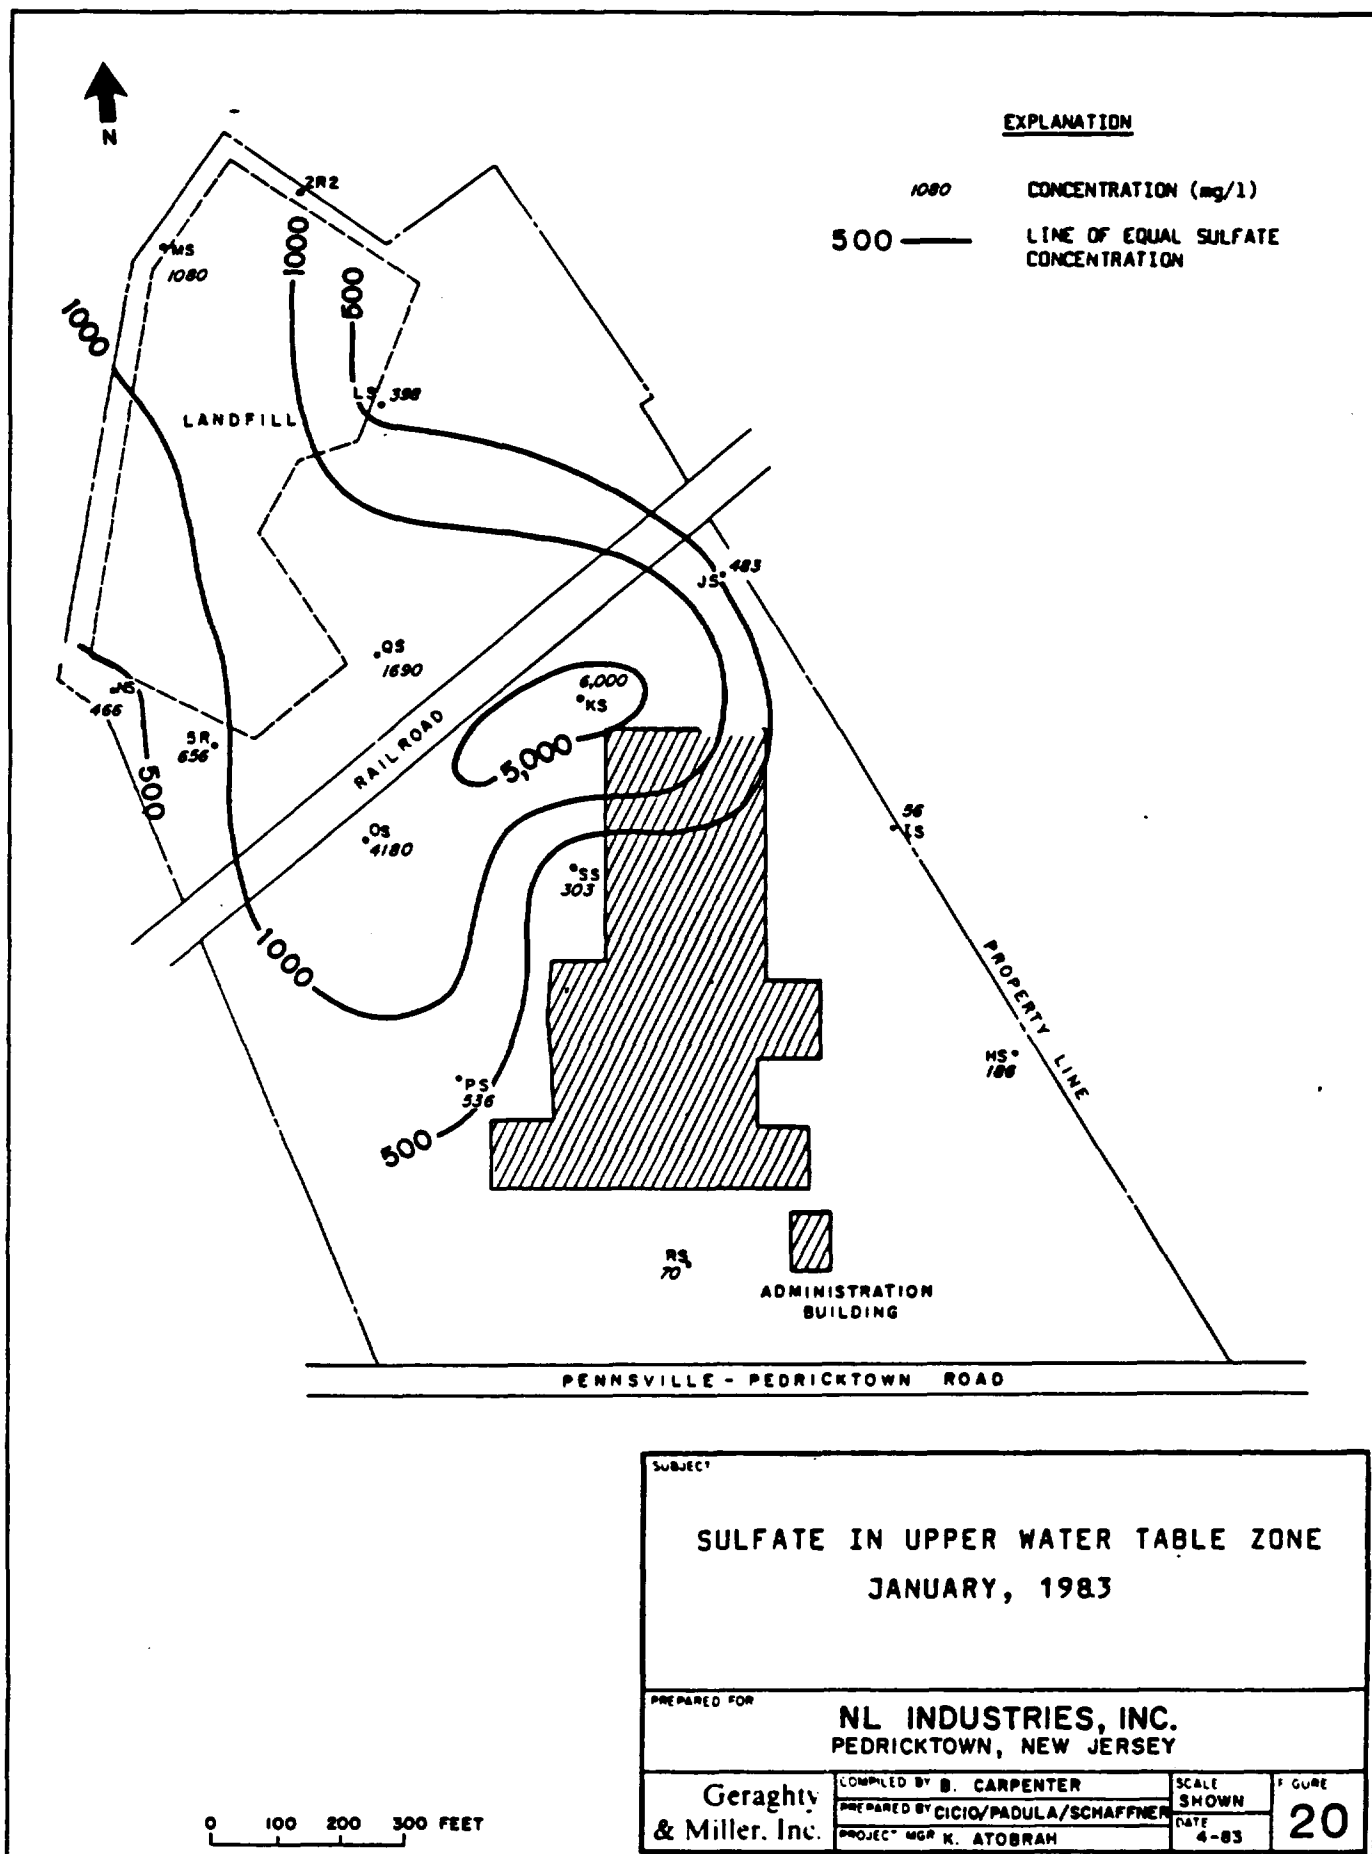 N
EXPLANATION
1080 CONCENTRATION (mg/l)
500 LINE OF EQUAL SULFATE
CONCENTRATION
2R2
MS
1080
1000
1000
500
LS 398
LANDFILL
JS 483
QS
1690
6,000
KS
5,000
NS
466
5R
656
500
RAILROAD
OS
4180
SS
303
56
IS
1000
PROPERTY LINE
HS
186
PS
536
500
RS
70
ADMINISTRATION
BUILDING
PENNSVILLE - PEDRICKTOWN ROAD
SUBJECT
SULFATE IN UPPER WATER TABLE ZONE
JANUARY, 1983
PREPARED FOR
NL INDUSTRIES, INC.
PEDRICKTOWN, NEW JERSEY
Geraghty
& Miller, Inc.
COMPILED BY B. CARPENTER
PREPARED BY CICIO/PADULA/SCHAFFNER
PROJECT MGR K. ATOBRAH
SCALE
SHOWN
DATE
4-83
FIGURE
20
0 100 200 300 FEET